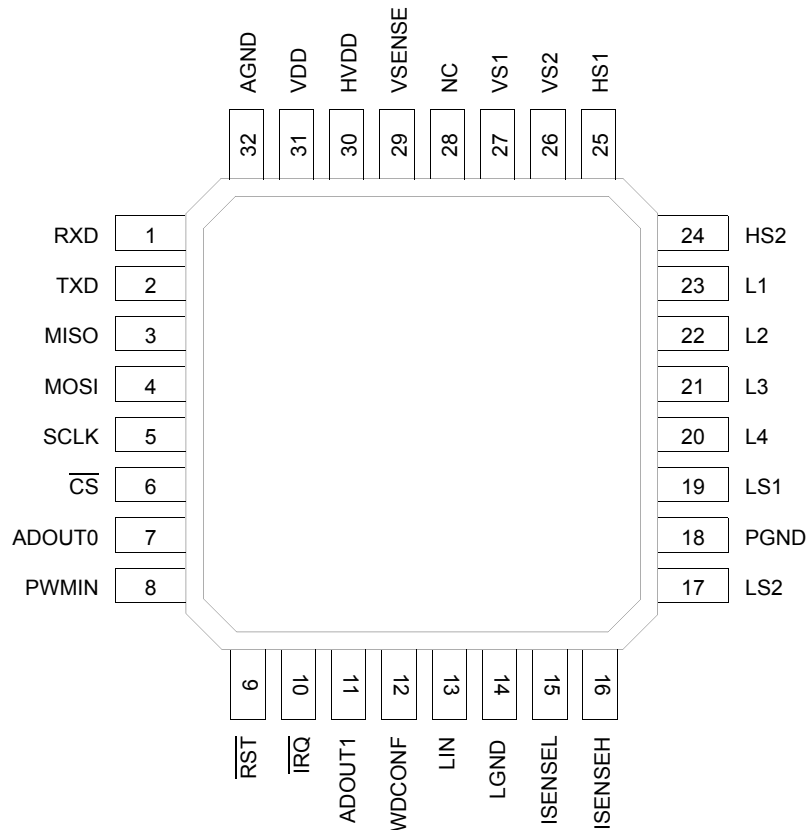 AGND
VDD
HVDD
VSENSE
NC
VS1
VS2
HS1
32
31
30
29
28
27
26
25
RXD 1
TXD 2
MISO 3
MOSI 4
SCLK 5
C̅S̅ 6
ADOUT0 7
PWMIN 8
24 HS2
23 L1
22 L2
21 L3
20 L4
19 LS1
18 PGND
17 LS2
9
10
11
12
13
14
15
16
R̅S̅T̅
I̅R̅Q̅
ADOUT1
WDCONF
LIN
LGND
ISENSEL
ISENSEH